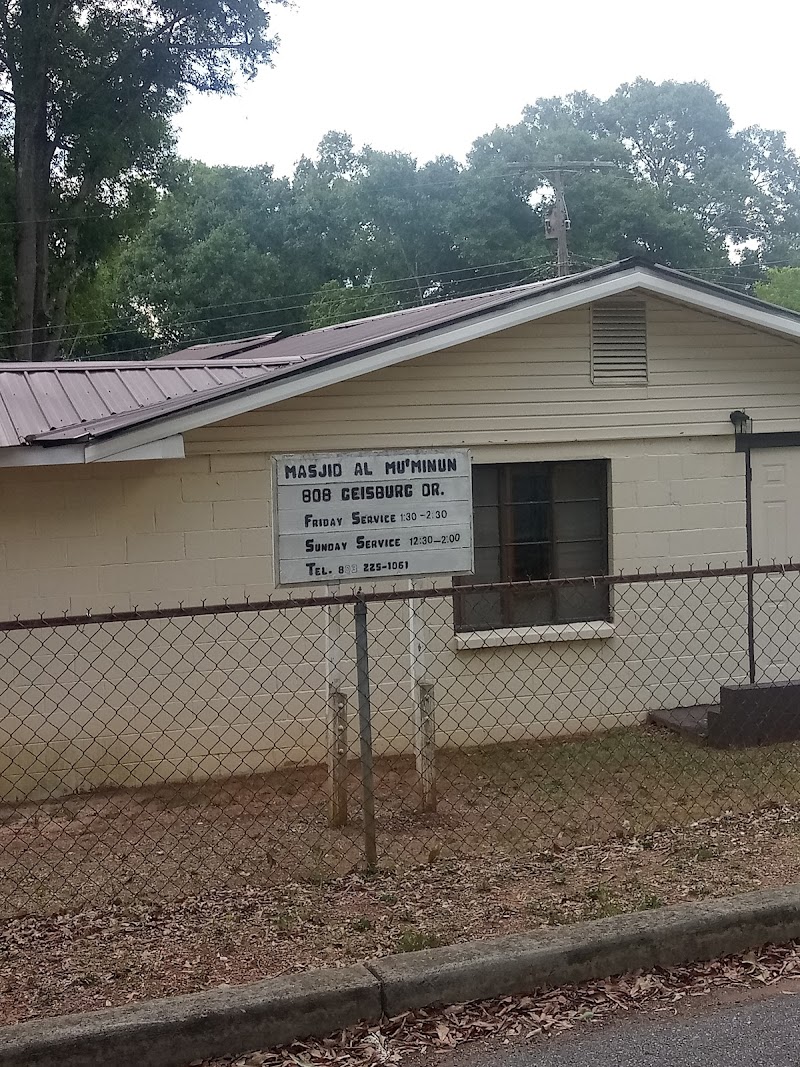 MASJID AL MU'MINUN
808 GEISBURG DR.
FRIDAY SERVICE 1:30-2:30
SUNDAY SERVICE 12:30-2:00
TEL. 803 225-1061